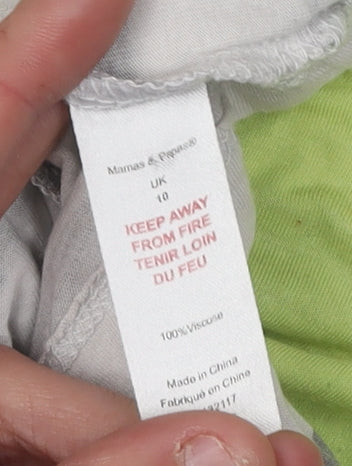 Mamas & Papas®
UK
10
KEEP AWAY
FROM FIRE
TENIR LOIN
DU FEU
100% Viscose
Made in China
Fabriqué en Chine